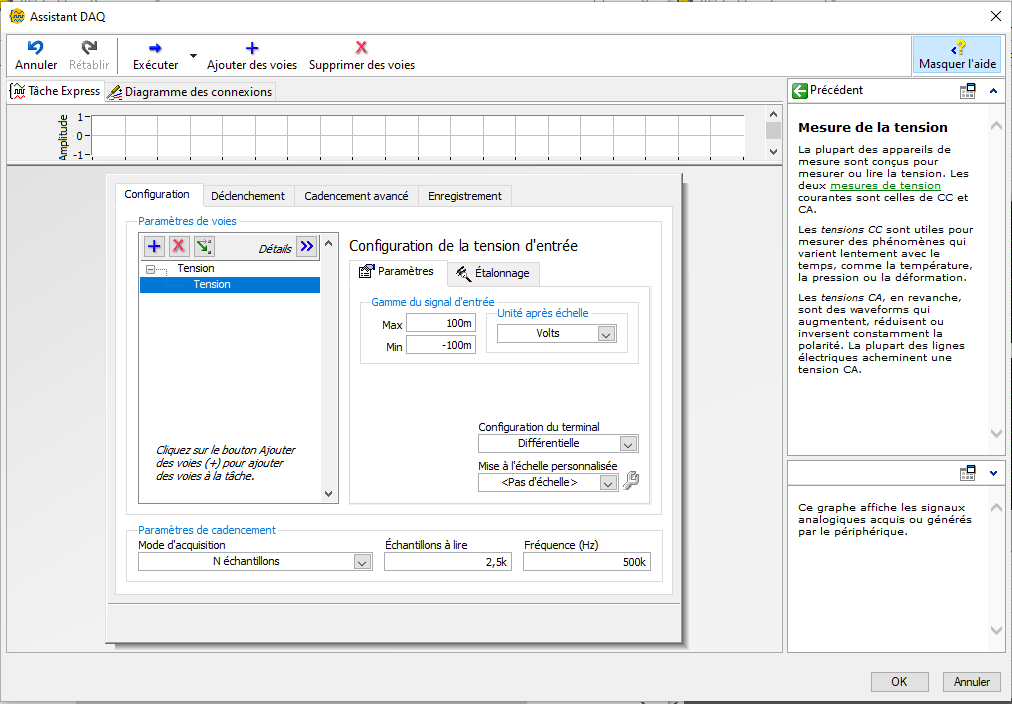 Assistant DAQ
Annuler Rétablir Exécuter Ajouter des voies Supprimer des voies Masquer l'aide
Tâche Express Diagramme des connexions
Amplitude
1
0
-1
Configuration Déclenchement Cadencement avancé Enregistrement
Paramètres de voies
Détails
Tension
Tension
Cliquez sur le bouton Ajouter
des voies (+) pour ajouter
des voies à la tâche.
Configuration de la tension d'entrée
Paramètres Étalonnage
Gamme du signal d'entrée
Max 100m
Min -100m
Unité après échelle
Volts
Configuration du terminal
Différentielle
Mise à l'échelle personnalisée
<Pas d'échelle>
Paramètres de cadencement
Mode d'acquisition Échantillons à lire Fréquence (Hz)
N échantillons 2,5k 500k
Précédent
Mesure de la tension
La plupart des appareils de
mesure sont conçus pour
mesurer ou lire la tension. Les
deux mesures de tension
courantes sont celles de CC et
CA.
Les tensions CC sont utiles pour
mesurer des phénomènes qui
varient lentement avec le
temps, comme la température,
la pression ou la déformation.
Les tensions CA, en revanche,
sont des waveforms qui
augmentent, réduisent ou
inversent constamment la
polarité. La plupart des lignes
électriques acheminent une
tension CA.
Ce graphe affiche les signaux
analogiques acquis ou générés
par le périphérique.
OK Annuler